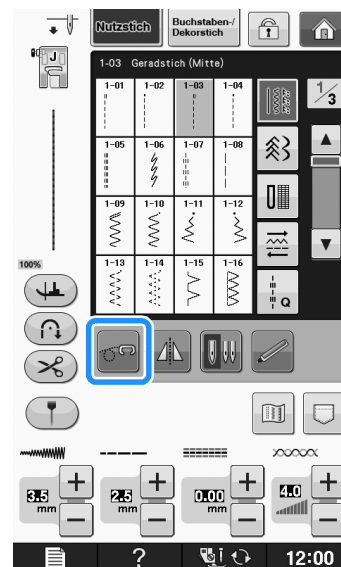 Nutzstich
Buchstaben-/
Dekorstich
J
1-03 Geradstich (Mitte)
1/3
1-01 1-02 1-03 1-04
1-05 1-06 1-07 1-08
1-09 1-10 1-11 1-12
1-13 1-14 1-15 1-16
Q
100%
3.5 mm
2.5 mm
0.00 mm
4.0
?
12:00